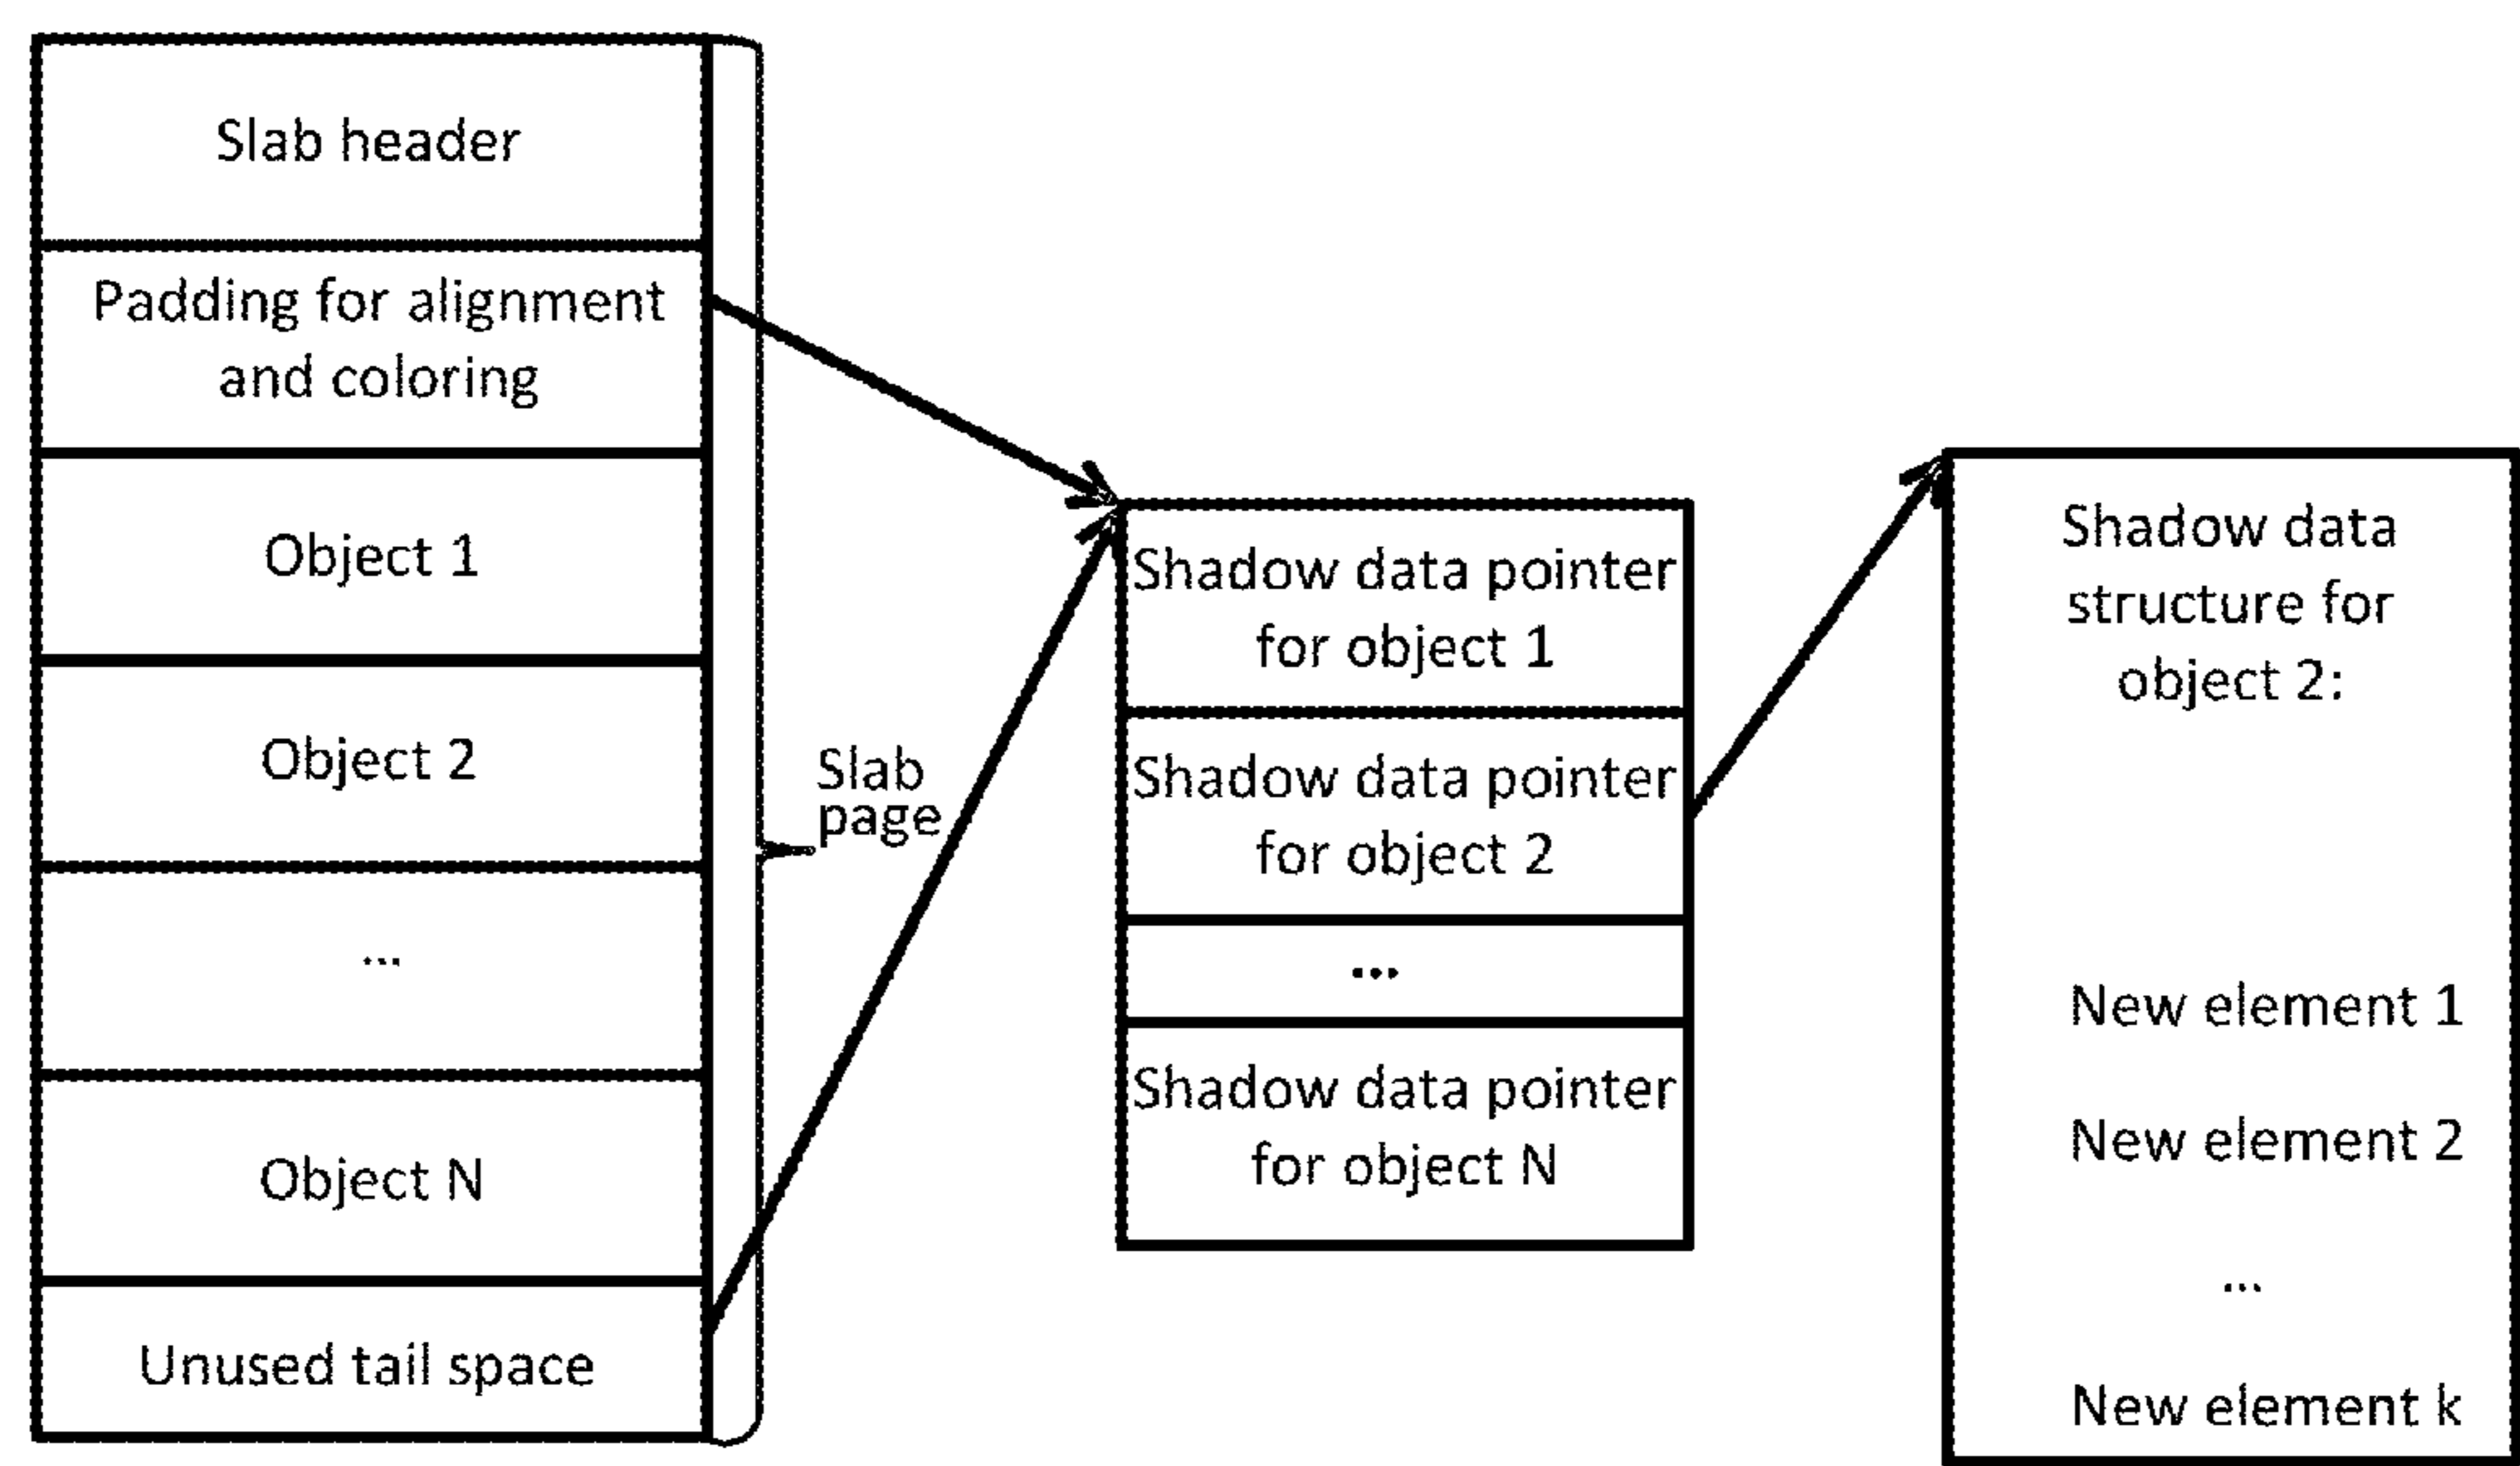 Slab header
Padding for alignment
and coloring
Object 1
Object 2
...
Object N
Unused tail space
Slab
page
Shadow data pointer
for object 1
Shadow data pointer
for object 2
...
Shadow data pointer
for object N
Shadow data
structure for
object 2:
New element 1
New element 2
...
New element k